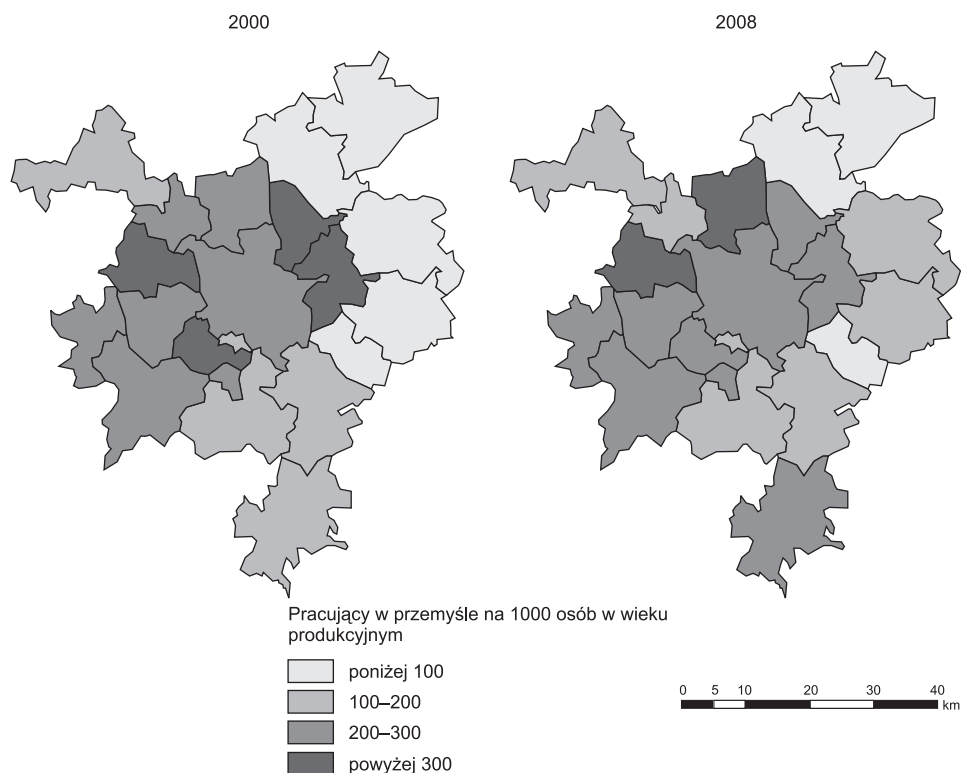 2000
2008
Pracujący w przemyśle na 1000 osób w wieku
produkcyjnym
poniżej 100
100–200
200–300
powyżej 300
0 5 10 20 30 40
km